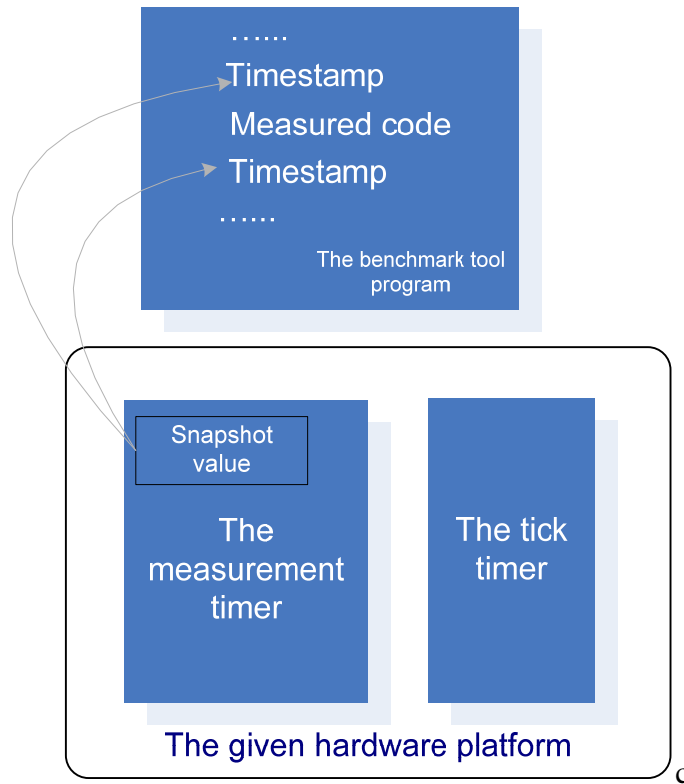 …...
Timestamp
Measured code
Timestamp
…...
The benchmark tool
program
Snapshot
value
The
measurement
timer
The tick
timer
The given hardware platform